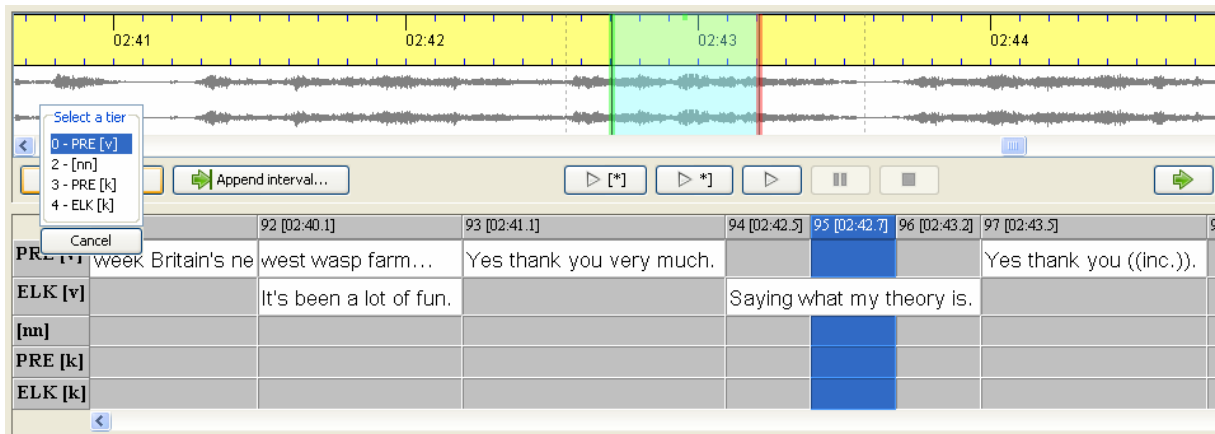 02:41 02:42 02:43 02:44
Select a tier
0 - PRE [v]
2 - [nn]
3 - PRE [k]
4 - ELK [k]
Cancel
Append interval... [*] *]
92 [02:40.1] 93 [02:41.1] 94 [02:42.5] 95 [02:42.7] 96 [02:43.2] 97 [02:43.5]
PRE [v] week Britain's ne west wasp farm... Yes thank you very much. Yes thank you ((inc.)).
ELK [v] It's been a lot of fun. Saying what my theory is.
[nn]
PRE [k]
ELK [k]